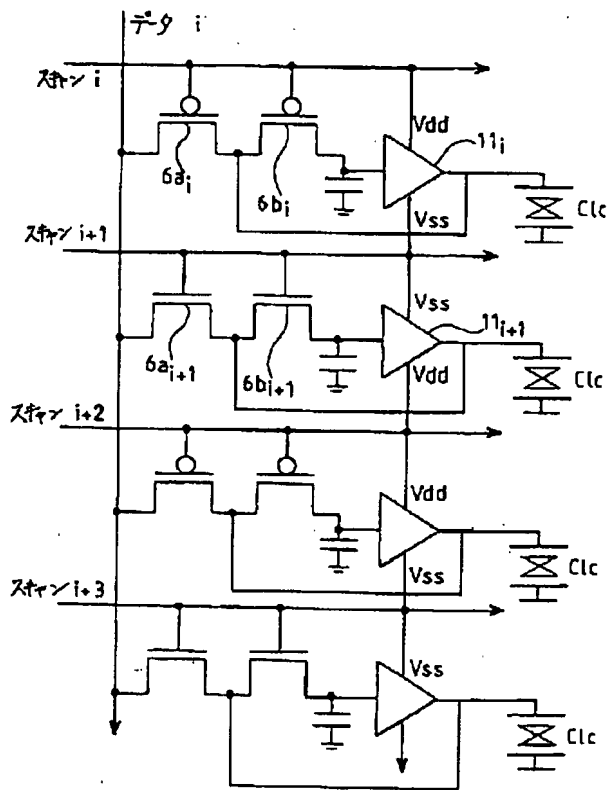 データ i
スキャン i
Vdd
11i
6ai
6bi
Clc
Vss
スキャン i+1
Vss
11i+1
6ai+1
6bi+1
Vdd
Clc
スキャン i+2
Vdd
Vss
Clc
スキャン i+3
Vss
Clc